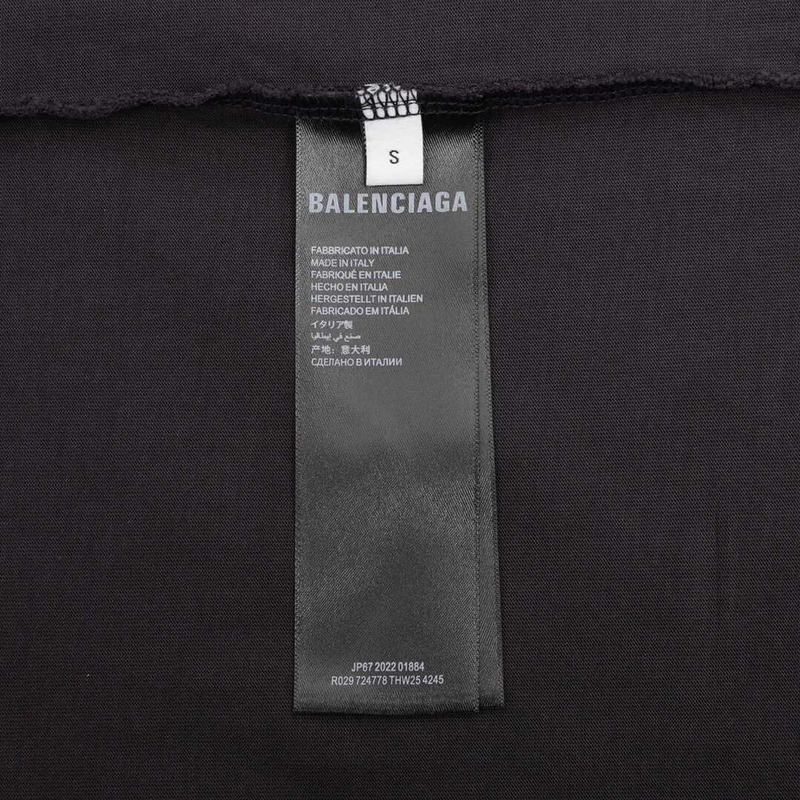 S
BALENCIAGA
FABBRICATO IN ITALIA
MADE IN ITALY
FABRIQUÉ EN ITALIE
HECHO EN ITALIA
HERGESTELLT IN ITALIEN
FABRICADO EM ITÁLIA
イタリア製
صنع في إيطاليا
产地：意大利
СДЕЛАНО В ИТАЛИИ
JP67 2022 01884
R029 724778 THW25 4245